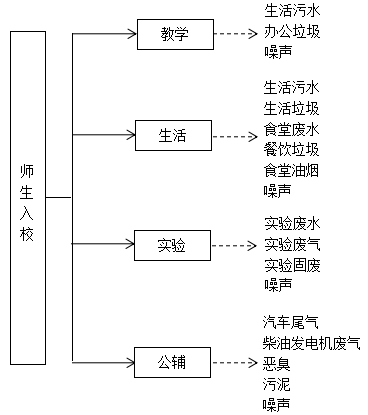 师生入校
教学
生活污水
办公垃圾
噪声
生活
生活污水
生活垃圾
食堂废水
餐饮垃圾
食堂油烟
噪声
实验
实验废水
实验废气
实验固废
噪声
公辅
汽车尾气
柴油发电机废气
恶臭
污泥
噪声